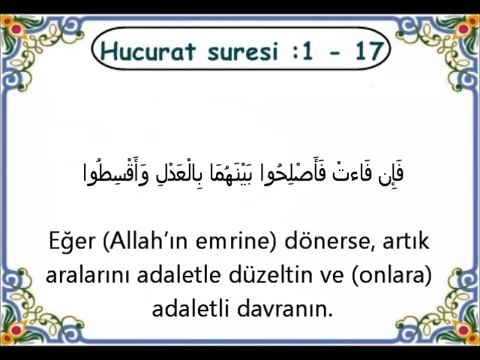 Hucurat suresi :1 - 17
فَإِن فَاءتْ فَأَصْلِحُوا بَيْنَهُمَا بِالْعَدْلِ وَأَقْسِطُوا
Eğer (Allah’ın emrine) dönerse, artık
aralarını adaletle düzeltin ve (onlara)
adaletli davranın.